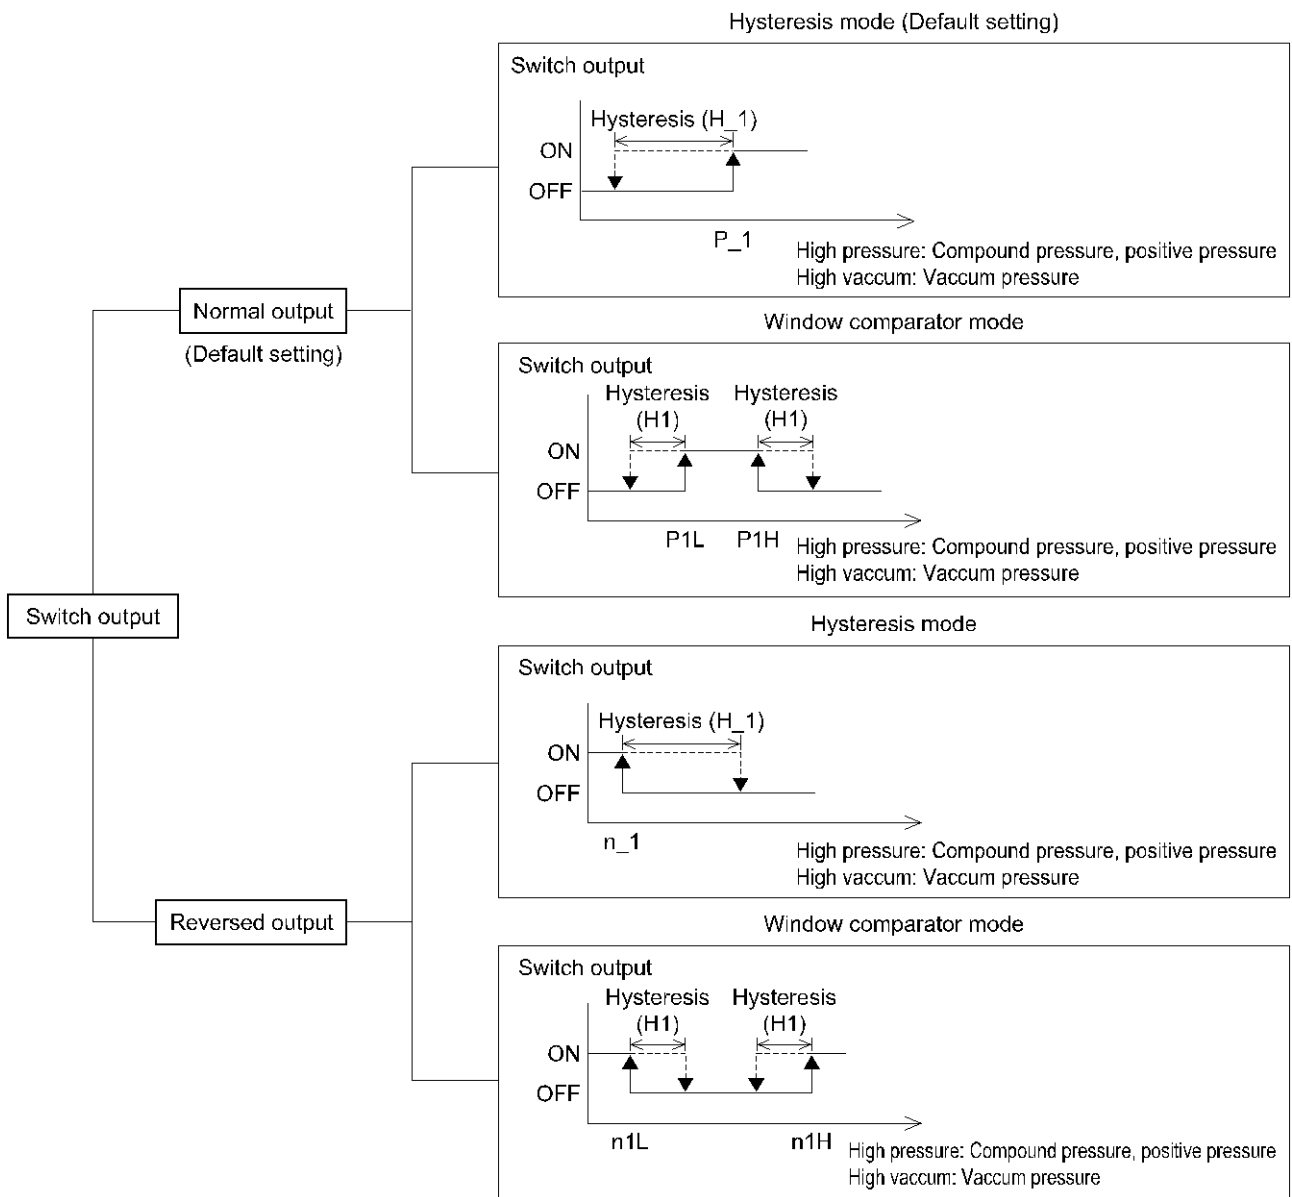 Hysteresis mode (Default setting)
Switch output
Hysteresis (H_1)
ON
OFF
P_1
High pressure: Compound pressure, positive pressure
High vaccum: Vaccum pressure
Normal output
(Default setting)
Window comparator mode
Switch output
Hysteresis Hysteresis
(H1) (H1)
ON
OFF
P1L P1H
High pressure: Compound pressure, positive pressure
High vaccum: Vaccum pressure
Switch output
Hysteresis mode
Switch output
Hysteresis (H_1)
ON
OFF
n_1
High pressure: Compound pressure, positive pressure
High vaccum: Vaccum pressure
Reversed output
Window comparator mode
Switch output
Hysteresis Hysteresis
(H1) (H1)
ON
OFF
n1L n1H
High pressure: Compound pressure, positive pressure
High vaccum: Vaccum pressure